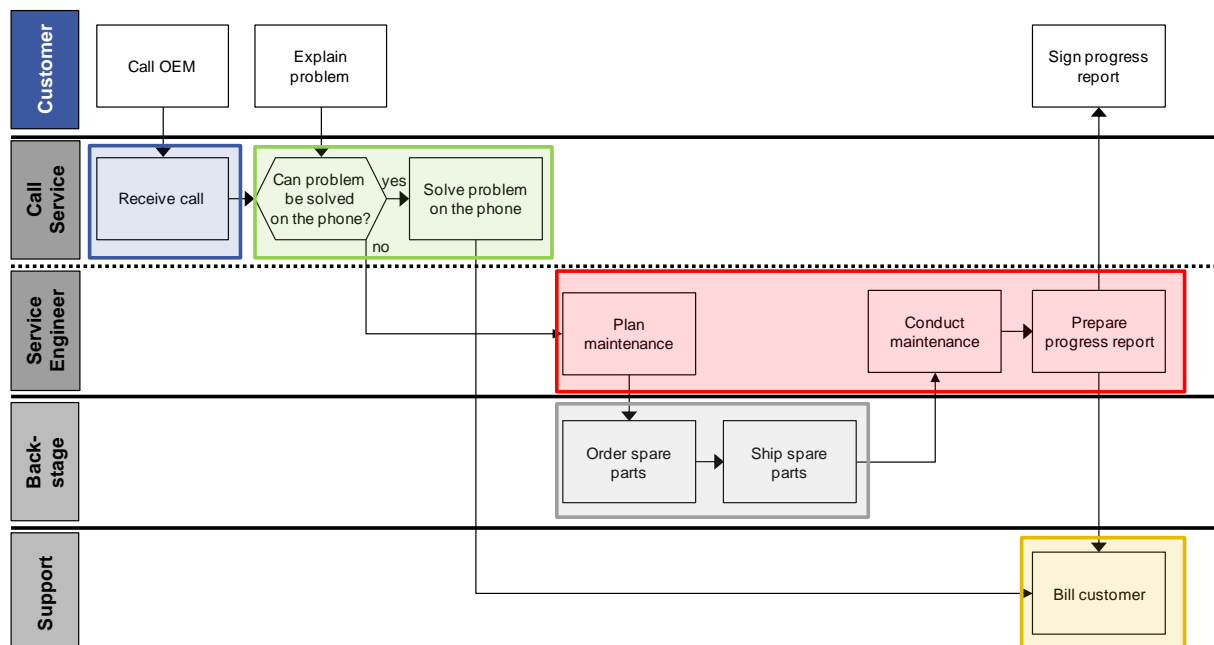 Customer
Call OEM
Explain
problem
Sign progress
report
Call
Service
Receive call
Can problem
be solved
on the phone?
yes
no
Solve problem
on the phone
Service
Engineer
Plan
maintenance
Conduct
maintenance
Prepare
progress report
Back-
stage
Order spare
parts
Ship spare
parts
Support
Bill customer